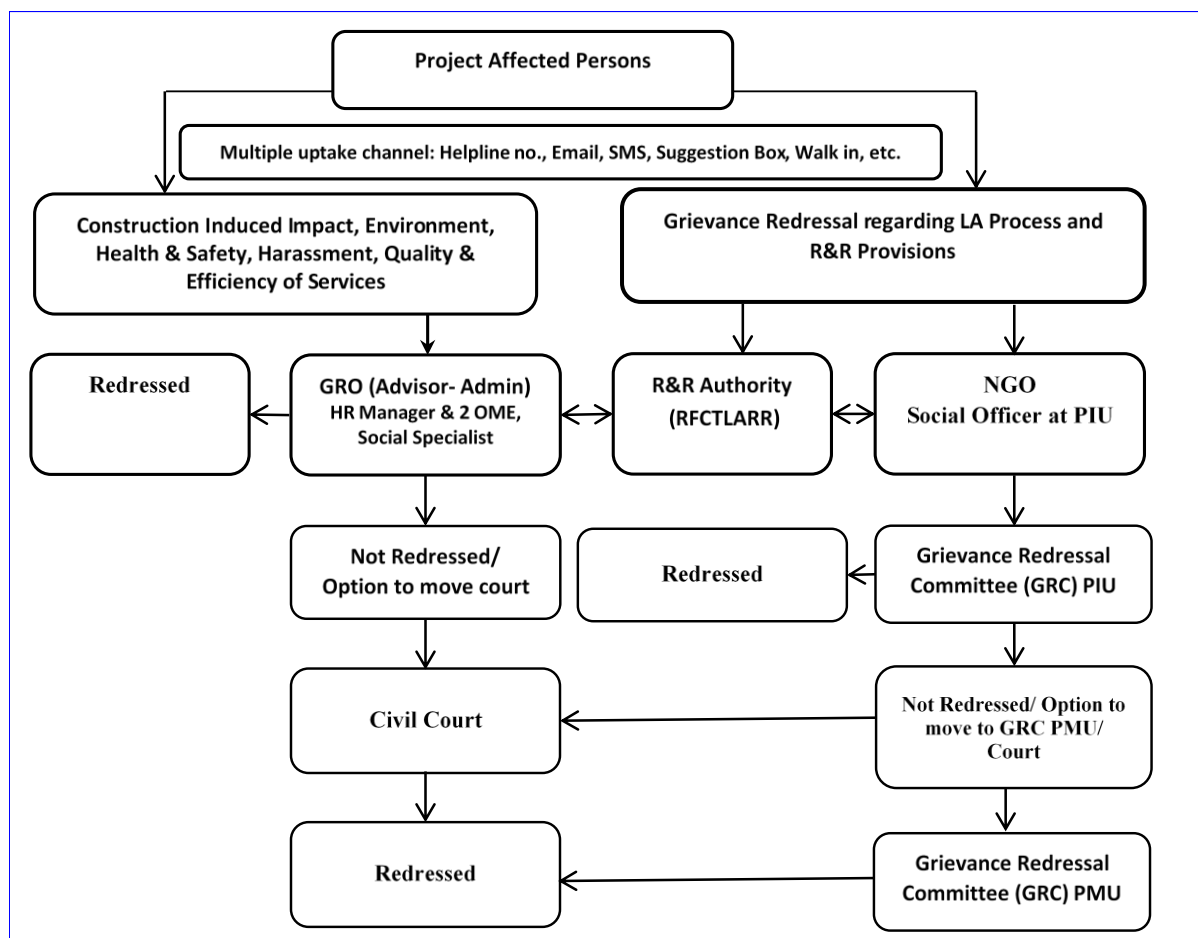 Project Affected Persons
Multiple uptake channel: Helpline no., Email, SMS, Suggestion Box, Walk in, etc.
Construction Induced Impact, Environment,
Health & Safety, Harassment, Quality &
Efficiency of Services
Grievance Redressal regarding LA Process and
R&R Provisions
Redressed
GRO (Advisor- Admin)
HR Manager & 2 OME,
Social Specialist
R&R Authority
(RFCTLARR)
NGO
Social Officer at PIU
Not Redressed/
Option to move court
Redressed
Grievance Redressal
Committee (GRC) PIU
Civil Court
Not Redressed/ Option to
move to GRC PMU/
Court
Redressed
Grievance Redressal
Committee (GRC) PMU